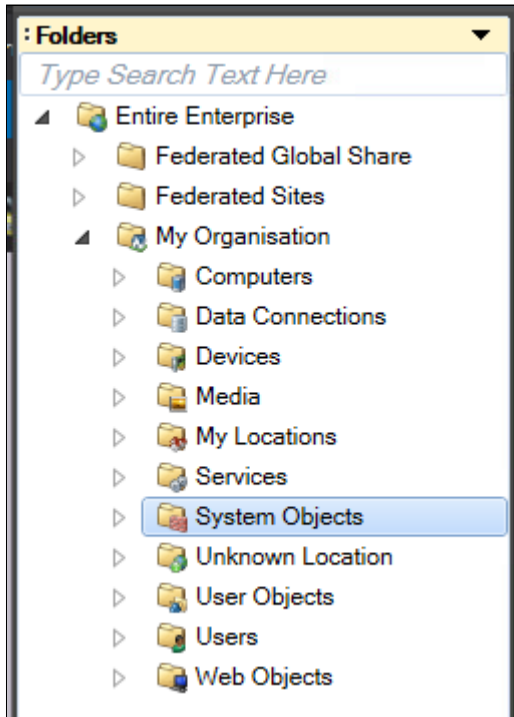 Folders
Type Search Text Here
Entire Enterprise
Federated Global Share
Federated Sites
My Organisation
Computers
Data Connections
Devices
Media
My Locations
Services
System Objects
Unknown Location
User Objects
Users
Web Objects